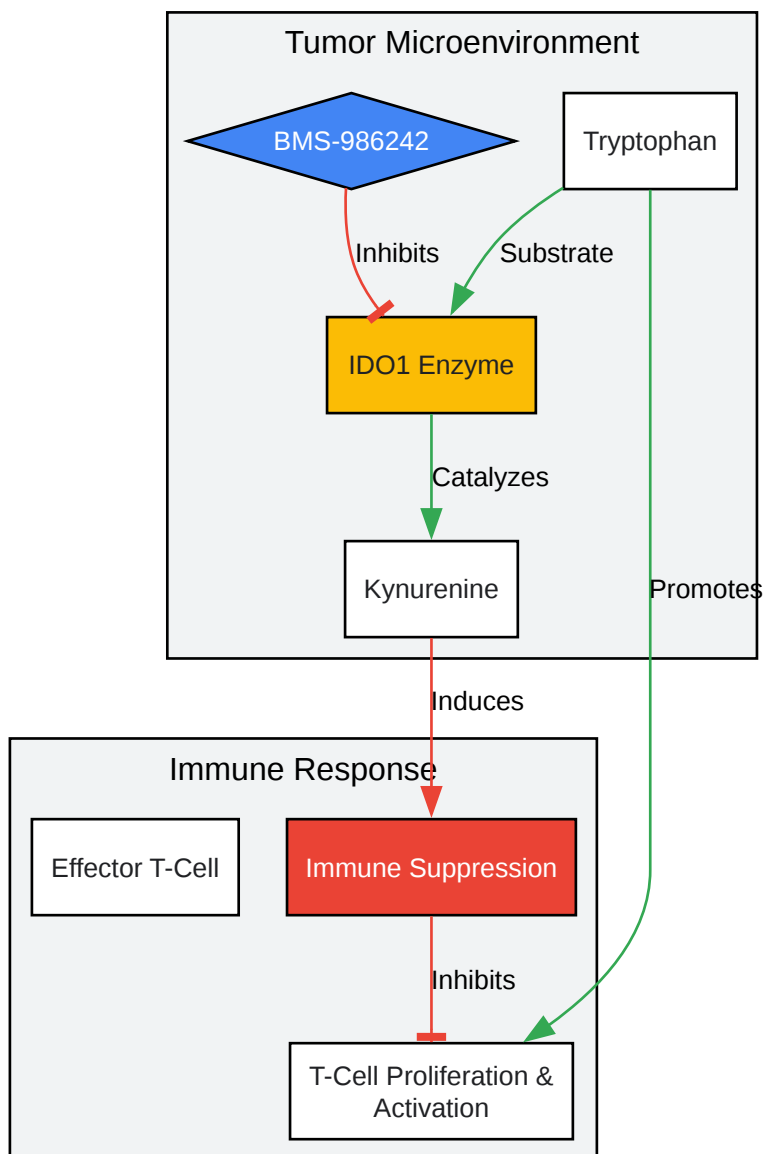 Tumor Microenvironment
BMS-986242
Tryptophan
Inhibits
Substrate
IDO1 Enzyme
Catalyzes
Kynurenine
Promotes
Induces
Immune Response
Effector T-Cell
Immune Suppression
Inhibits
T-Cell Proliferation &
Activation